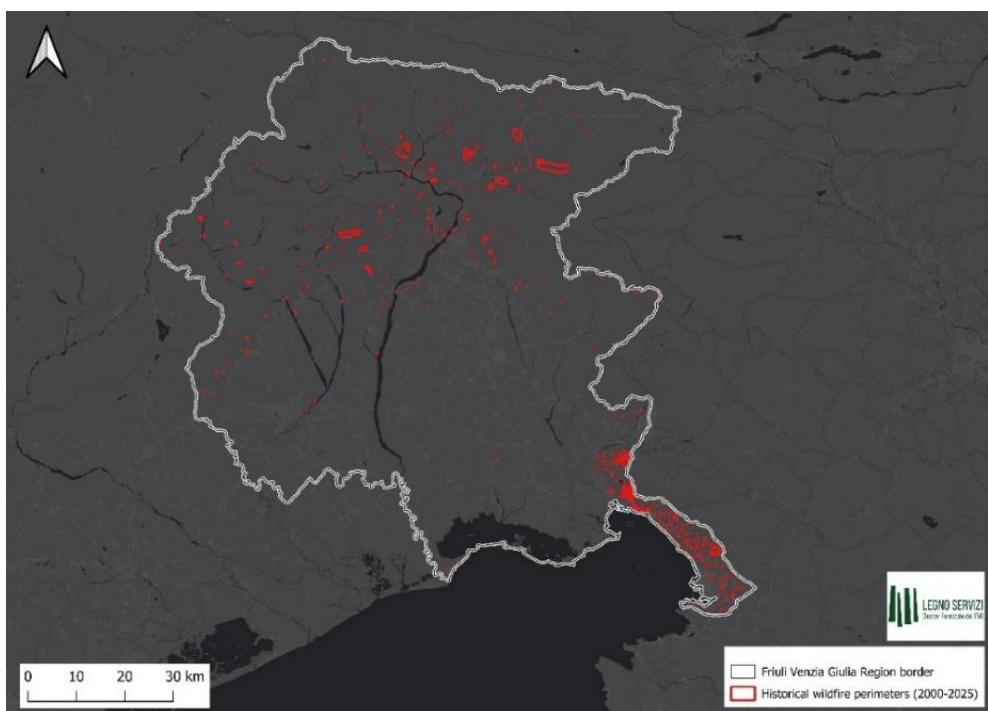 LEGNO SERVIZI
0 10 20 30 km
Friuli Venzia Giulia Region border
Historical wildfire perimeters (2000-2025)